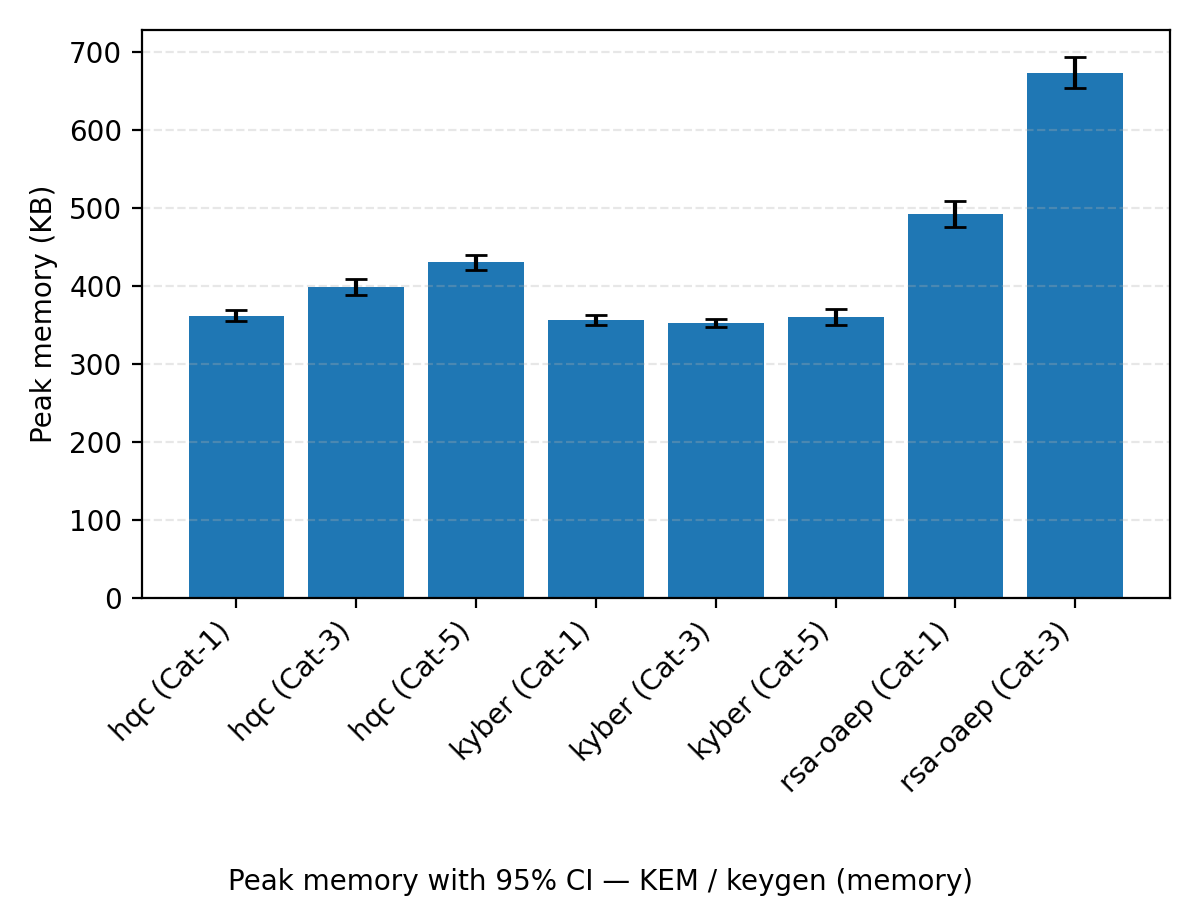 700
600
500
400
300
200
100
0
Peak memory (KB)
hqc (Cat-1)
hqc (Cat-3)
hqc (Cat-5)
kyber (Cat-1)
kyber (Cat-3)
kyber (Cat-5)
rsa-oaep (Cat-1)
rsa-oaep (Cat-3)
Peak memory with 95% CI — KEM / keygen (memory)